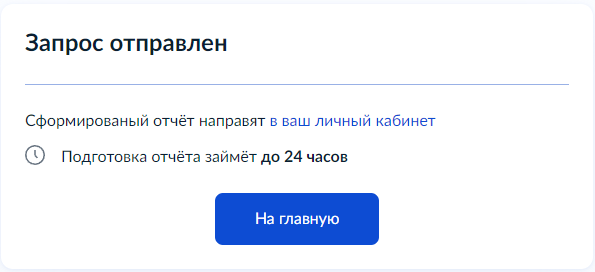 Запрос отправлен
Сформированый отчёт направят в ваш личный кабинет
Подготовка отчёта займёт до 24 часов
На главную